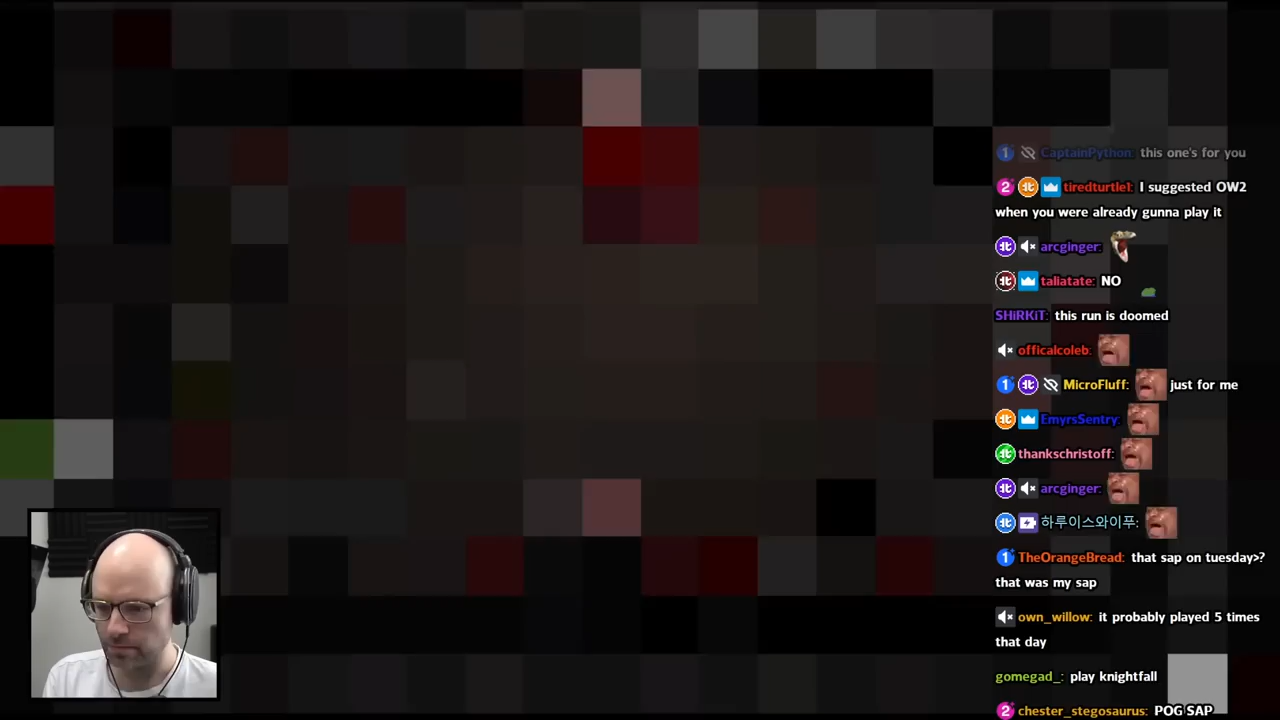 CaptainPython: this one's for you
tiredturtle1: I suggested OW2
when you were already gunna play it
arcginger:
taliatate: NO
SHiRKiT: this run is doomed
officalcoleb:
MicroFluff: just for me
EmyrsSentry:
thankschristoff:
arcginger:
하루이스와이푸:
TheOrangeBread: that sap on tuesday>?
that was my sap
own_willow: it probably played 5 times
that day
gomegad_: play knightfall
chester_stegosaurus: POG SAP